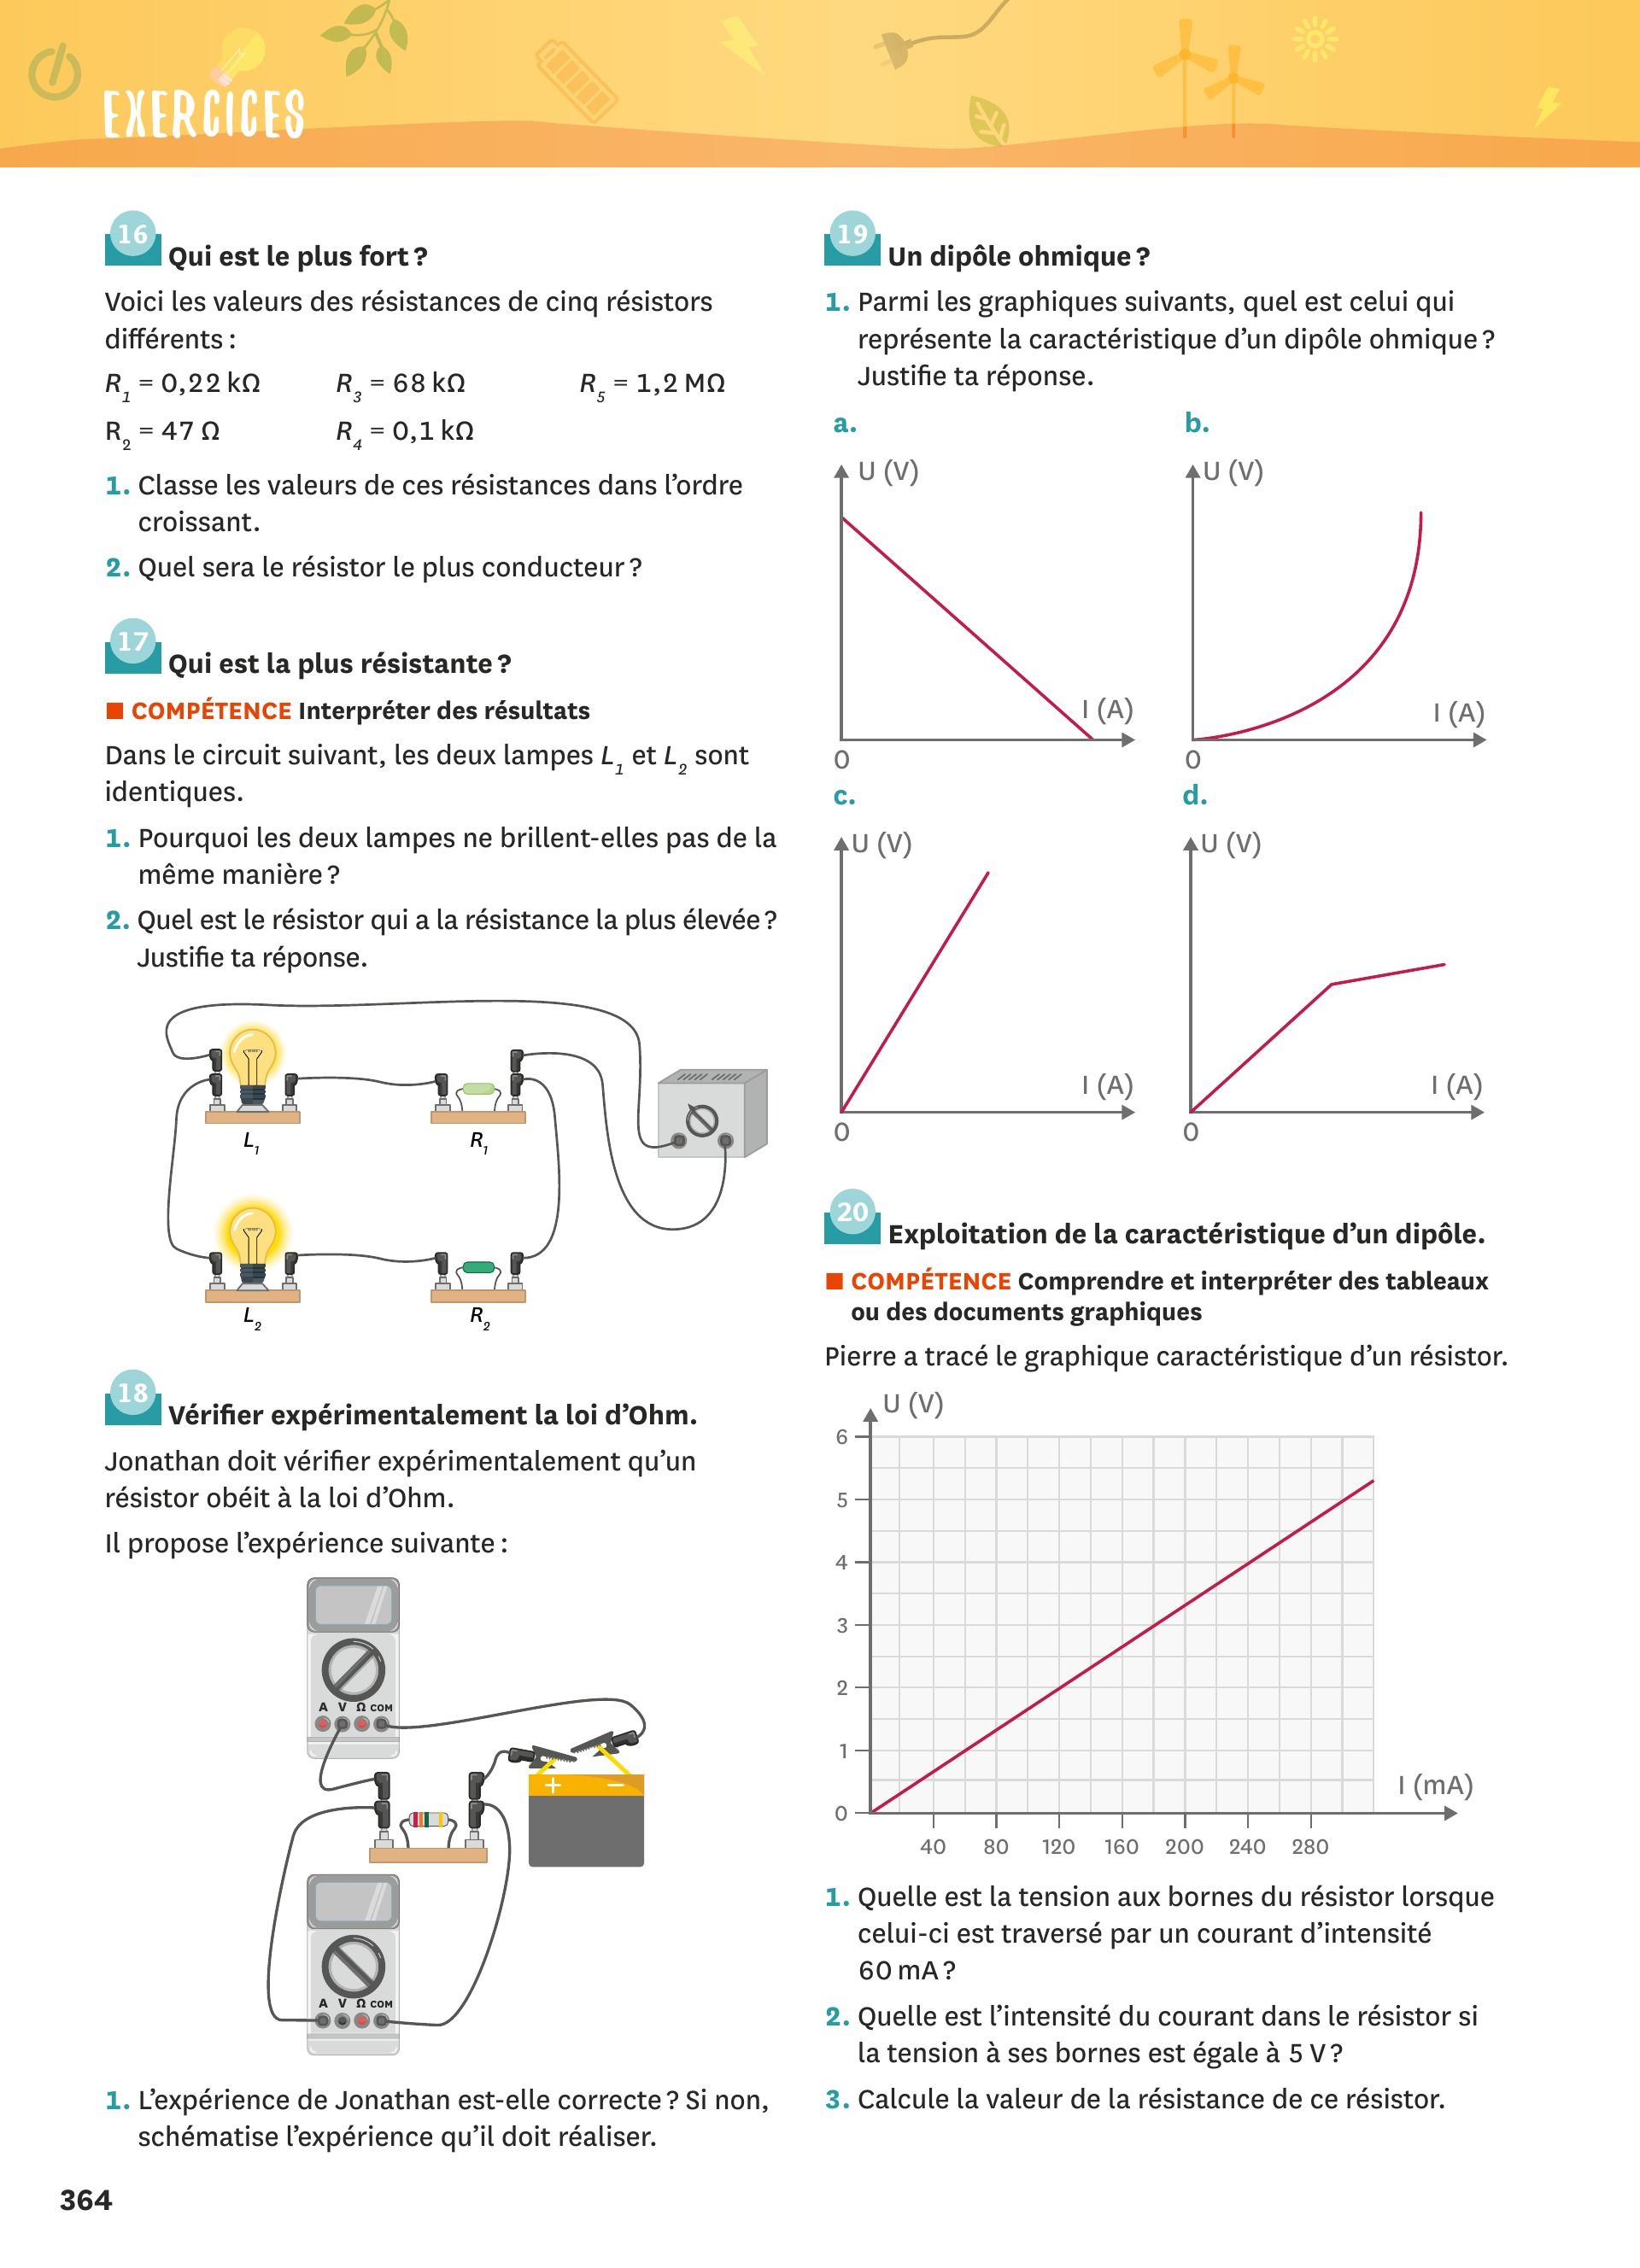 EXERCICES
16
Qui est le plus fort ?
Voici les valeurs des résistances de cinq résistors
différents :
R1 = 0,22 kΩ R3 = 68 kΩ R5 = 1,2 MΩ
R2 = 47 Ω R4 = 0,1 kΩ
1. Classe les valeurs de ces résistances dans l’ordre
croissant.
2. Quel sera le résistor le plus conducteur ?
17
Qui est la plus résistante ?
COMPÉTENCE Interpréter des résultats
Dans le circuit suivant, les deux lampes L1 et L2 sont
identiques.
1. Pourquoi les deux lampes ne brillent-elles pas de la
même manière ?
2. Quel est le résistor qui a la résistance la plus élevée ?
Justifie ta réponse.
L1 R1
L2 R2
18
Vérifier expérimentalement la loi d’Ohm.
Jonathan doit vérifier expérimentalement qu’un
résistor obéit à la loi d’Ohm.
Il propose l’expérience suivante :
A V Ω COM
+ −
A V Ω COM
1. L’expérience de Jonathan est-elle correcte ? Si non,
schématise l’expérience qu’il doit réaliser.
19
Un dipôle ohmique ?
1. Parmi les graphiques suivants, quel est celui qui
représente la caractéristique d’un dipôle ohmique ?
Justifie ta réponse.
a. b.
U (V) U (V)
I (A) I (A)
0 0
c. d.
U (V) U (V)
I (A) I (A)
0 0
20
Exploitation de la caractéristique d’un dipôle.
COMPÉTENCE Comprendre et interpréter des tableaux
ou des documents graphiques
Pierre a tracé le graphique caractéristique d’un résistor.
U (V)
6
5
4
3
2
1
I (mA)
0
40 80 120 160 200 240 280
1. Quelle est la tension aux bornes du résistor lorsque
celui-ci est traversé par un courant d’intensité
60 mA ?
2. Quelle est l’intensité du courant dans le résistor si
la tension à ses bornes est égale à 5 V ?
3. Calcule la valeur de la résistance de ce résistor.
364